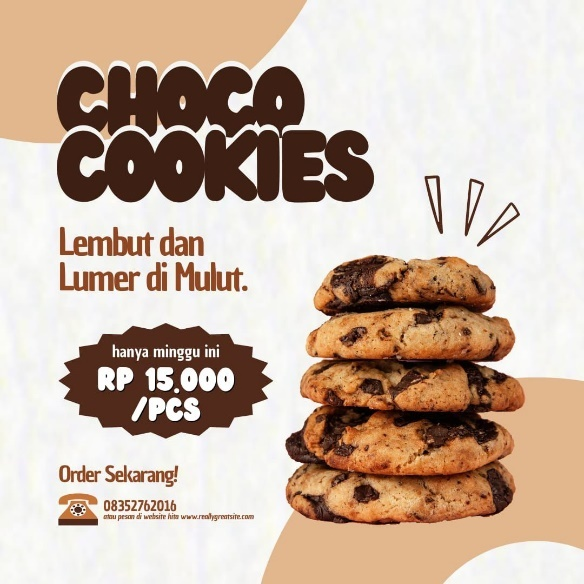 CHOCO
COOKIES
Lembut dan
Lumer di Mulut.
hanya minggu ini
RP 15.000
/PCS
Order Sekarang!
08352762016
atau pesan di website kita www.reallygreatsite.com